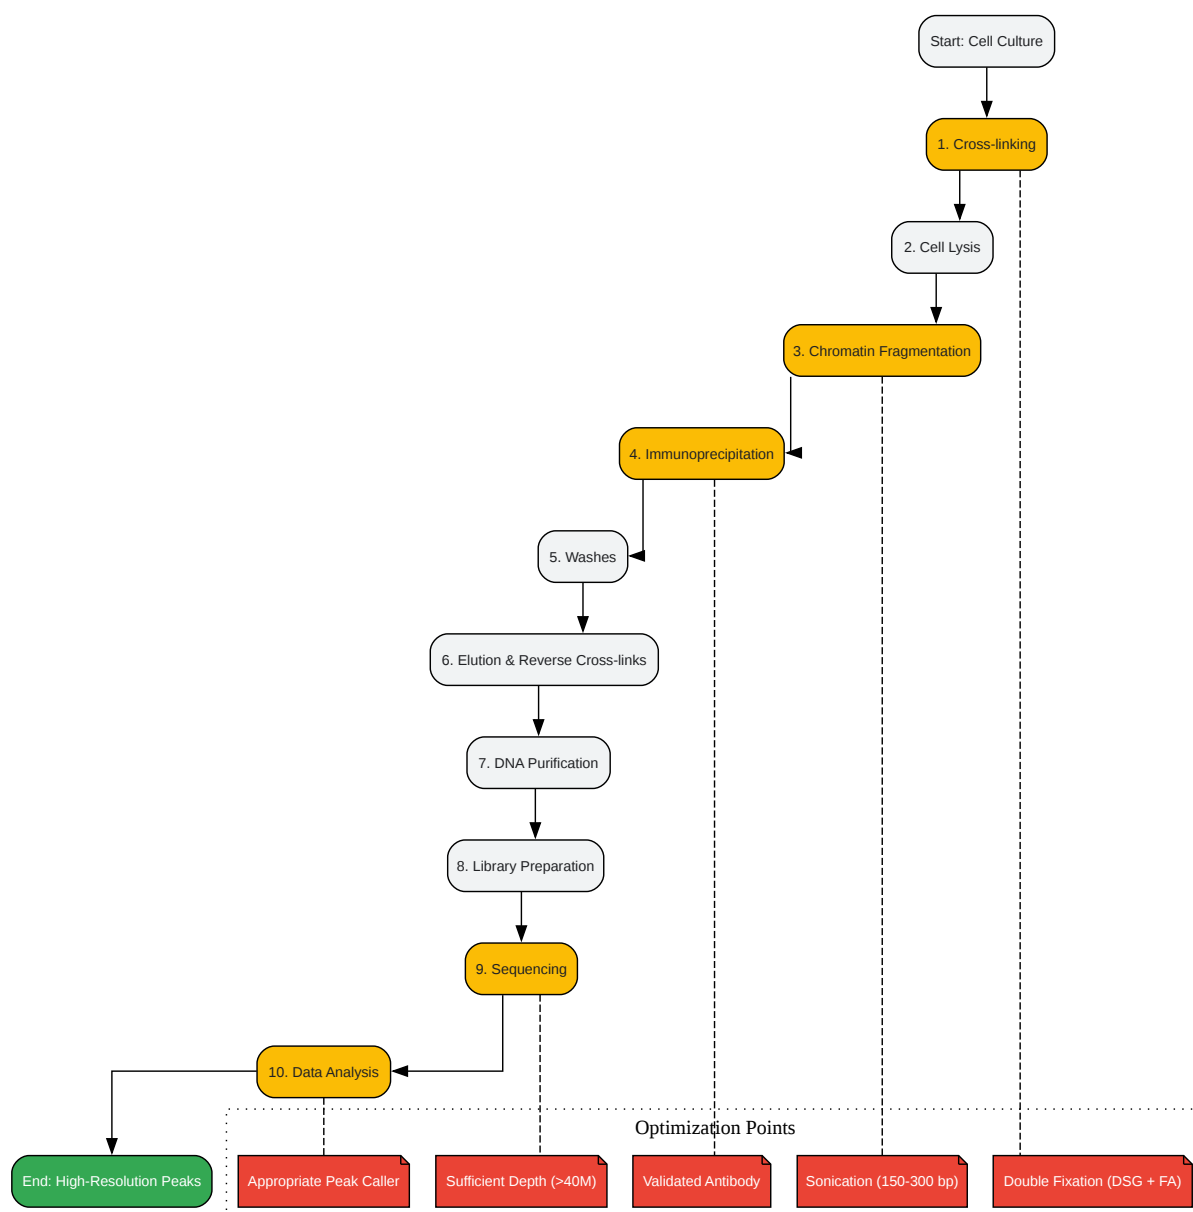 Start: Cell Culture
1. Cross-linking
2. Cell Lysis
3. Chromatin Fragmentation
4. Immunoprecipitation
5. Washes
6. Elution & Reverse Cross-links
7. DNA Purification
8. Library Preparation
9. Sequencing
10. Data Analysis
Optimization Points
End: High-Resolution Peaks
Appropriate Peak Caller
Sufficient Depth (>40M)
Validated Antibody
Sonication (150-300 bp)
Double Fixation (DSG + FA)